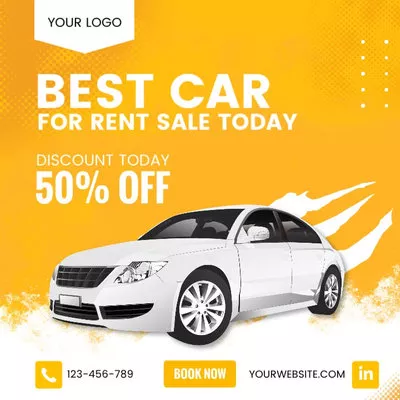 YOUR LOGO
BEST CAR
FOR RENT SALE TODAY
DISCOUNT TODAY
50% OFF
123-456-789
BOOK NOW
YOURWEBSITE.COM
in